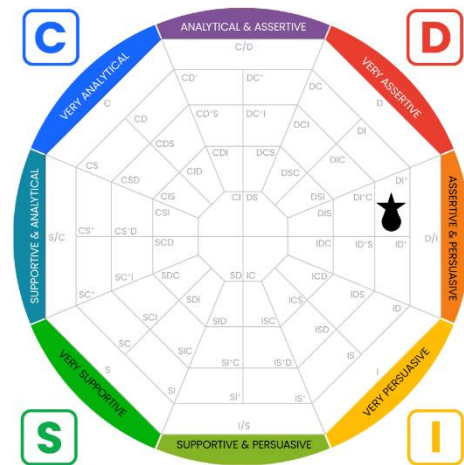 C
D
ANALYTICAL & ASSERTIVE
C/D
VERY ANALYTICAL
VERY ASSERTIVE
CD+
DC+
C
DC
D
CD
CD+S
DC+I
DCI
DI
CDS
CDI
DCS
DIC
CS
CID
DSC
DI+
CSD
CIS
CI
DS
DSI
DI+C
CSI
DIS
SUPPORTIVE & ANALYTICAL
S/C
CS+
CS+D
SCD
IDC
ID+S
ID+
D/I
ASSERTIVE & PERSUASIVE
SC+
SC+I
SDC
SD
IC
ICD
SDI
ICS
IDS
ID
SCI
SID
ISC
ISD
SC
SIC
IS
S
SI+C
IS+D
I
SI
SI+
IS+
VERY SUPPORTIVE
VERY PERSUASIVE
I/S
SUPPORTIVE & PERSUASIVE
S
I